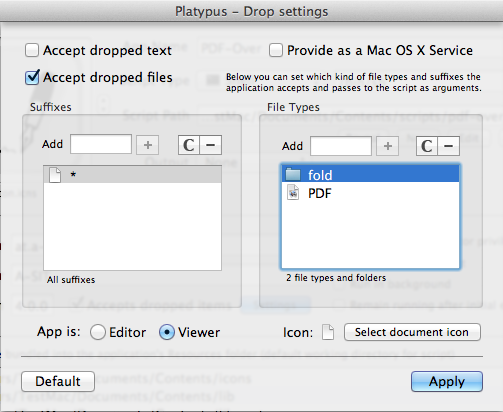 Platypus – Drop settings
Accept dropped text
Provide as a Mac OS X Service
Accept dropped files
Below you can set which kind of file types and suffixes the
application accepts and passes to the script as arguments.
Suffixes
File Types
Add + C −
Add + C −
*
fold
PDF
All suffixes
2 file types and folders
App is: Editor Viewer
Icon: Select document icon
Default
Apply